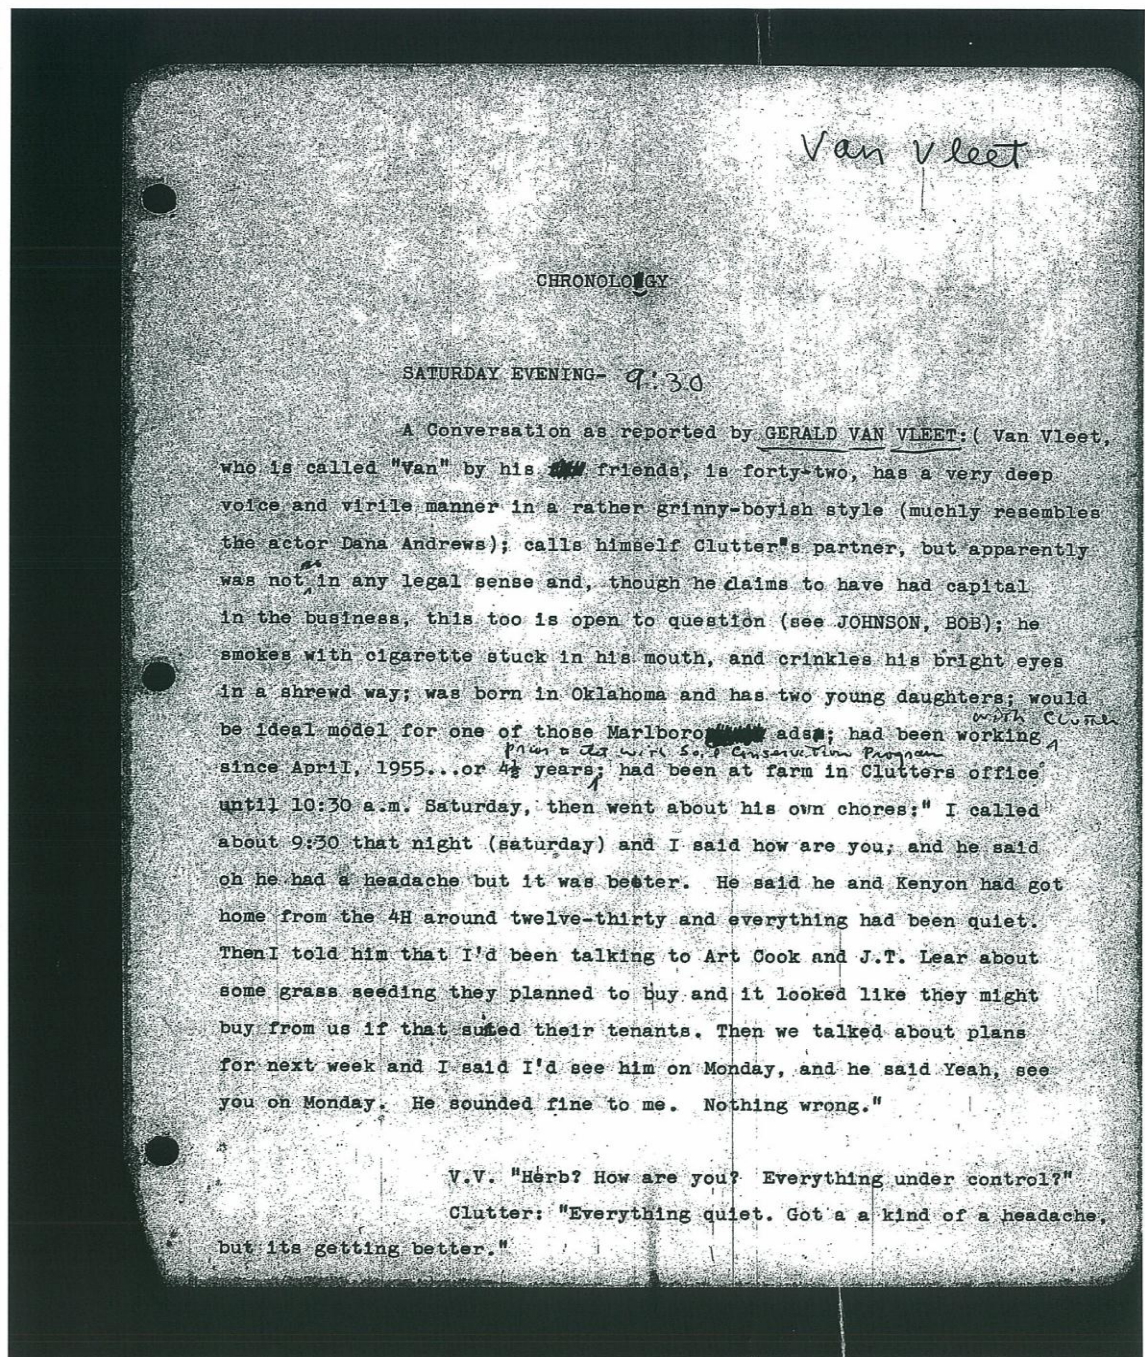 Van Vleet
CHRONOLOGY
SATURDAY EVENING- 9:30
A Conversation as reported by GERALD VAN VLEET:( Van Vleet,
who is called "Van" by his friends, is forty-two, has a very deep
voice and virile manner in a rather grinny-boyish style (muchly resembles
the actor Dana Andrews); calls himself Clutter"s partner, but apparently
as
was not in any legal sense and, though he claims to have had capital
in the business, this too is open to question (see JOHNSON, BOB); he
smokes with cigarette stuck in his mouth, and crinkles his bright eyes
in a shrewd way; was born in Oklahoma and has two young daughters; would
with Clutter
be ideal model for one of those Marlboro ads; had been working
prior to that with Soil Conservation Program
since April, 1955...or 4½ years; had been at farm in Clutters office
until 10:30 a.m. Saturday, then went about his own chores:" I called
about 9:30 that night (saturday) and I said how are you, and he said
oh he had a headache but it was better. He said he and Kenyon had got
home from the 4H around twelve-thirty and everything had been quiet.
ThenI told him that I'd been talking to Art Cook and J.T. Lear about
some grass seeding they planned to buy and it looked like they might
buy from us if that suited their tenants. Then we talked about plans
for next week and I said I'd see him on Monday, and he said Yeah, see
you on Monday. He sounded fine to me. Nothing wrong."
V.V. "Herb? How are you? Everything under control?"
Clutter: "Everything quiet. Got a a kind of a headache,
but its getting better."